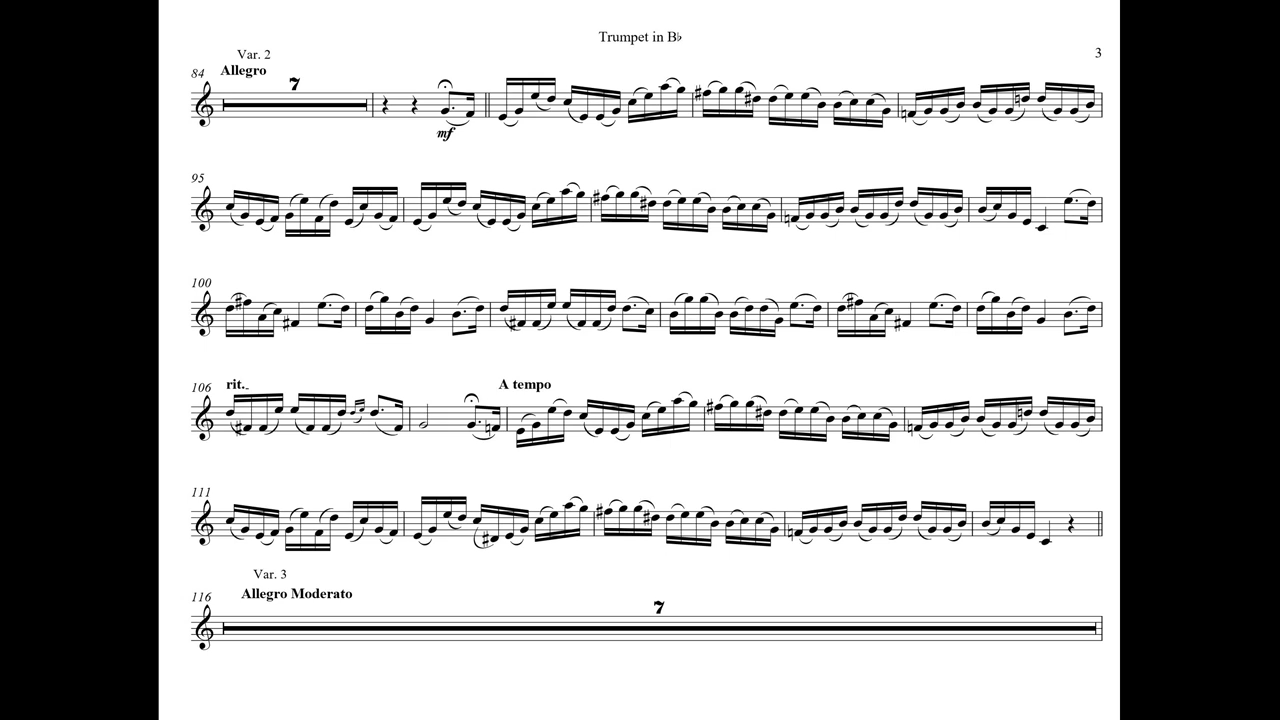 Trumpet in B♭
3
Var. 2
Allegro
84
7
mf
95
100
106
rit.
A tempo
111
Var. 3
Allegro Moderato
116
7